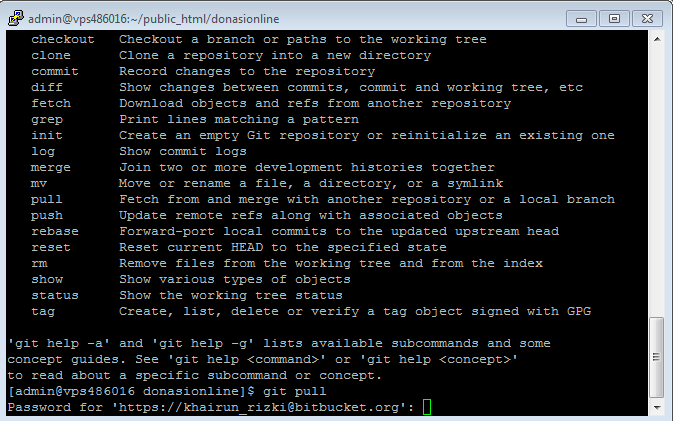 admin@vps486016:~/public_html/donasionline
checkout Checkout a branch or paths to the working tree
clone Clone a repository into a new directory
commit Record changes to the repository
diff Show changes between commits, commit and working tree, etc
fetch Download objects and refs from another repository
grep Print lines matching a pattern
init Create an empty Git repository or reinitialize an existing one
log Show commit logs
merge Join two or more development histories together
mv Move or rename a file, a directory, or a symlink
pull Fetch from and merge with another repository or a local branch
push Update remote refs along with associated objects
rebase Forward-port local commits to the updated upstream head
reset Reset current HEAD to the specified state
rm Remove files from the working tree and from the index
show Show various types of objects
status Show the working tree status
tag Create, list, delete or verify a tag object signed with GPG
'git help -a' and 'git help -g' lists available subcommands and some
concept guides. See 'git help <command>' or 'git help <concept>'
to read about a specific subcommand or concept.
[admin@vps486016 donasionline]$ git pull
Password for 'https://khairun_rizki@bitbucket.org':